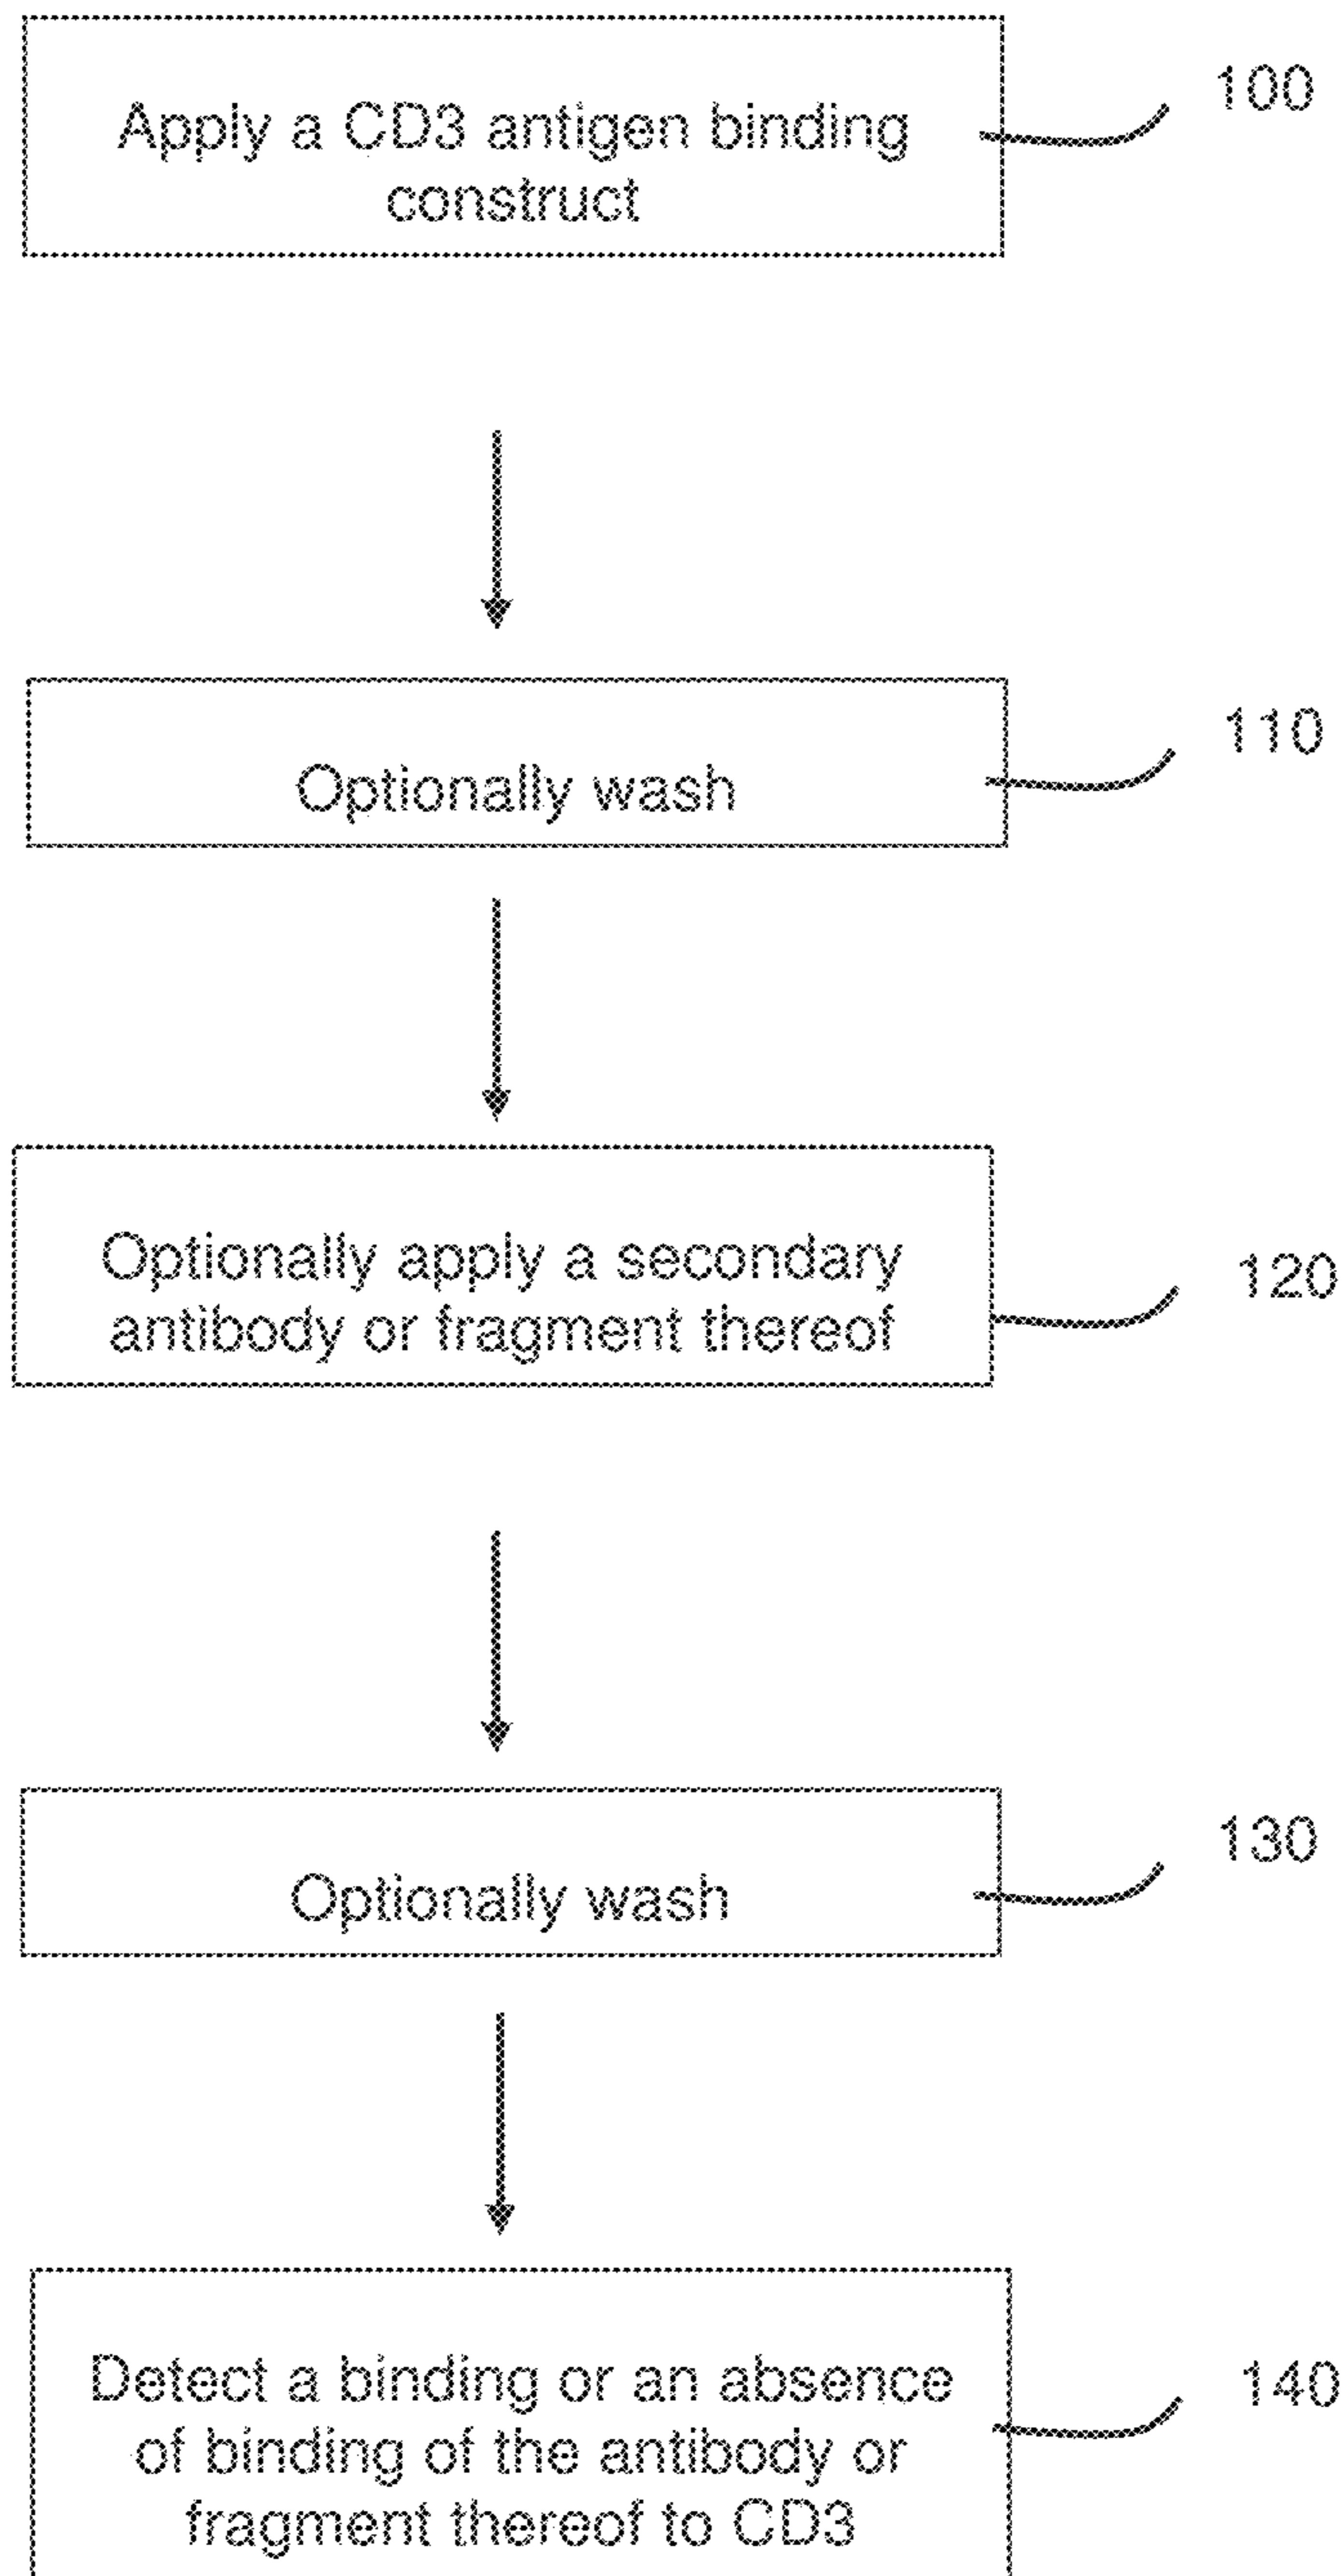 Apply a CD3 antigen binding
construct
100
Optionally wash
110
Optionally apply a secondary
antibody or fragment thereof
120
Optionally wash
130
Detect a binding or an absence
of binding of the antibody or
fragment thereof to CD3
140